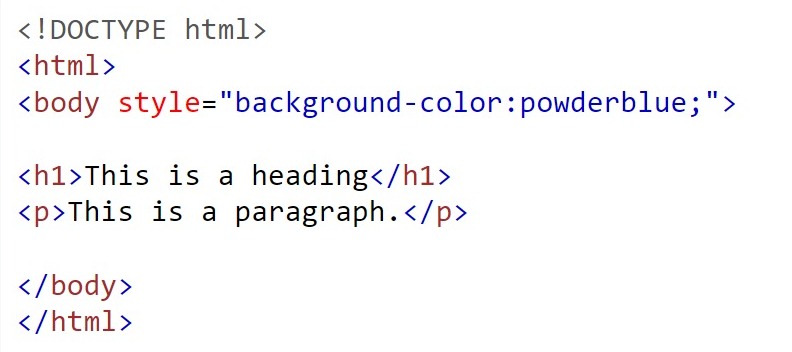 <!DOCTYPE html>
<html>
<body style="background-color:powderblue;">
<h1>This is a heading</h1>
<p>This is a paragraph.</p>
</body>
</html>